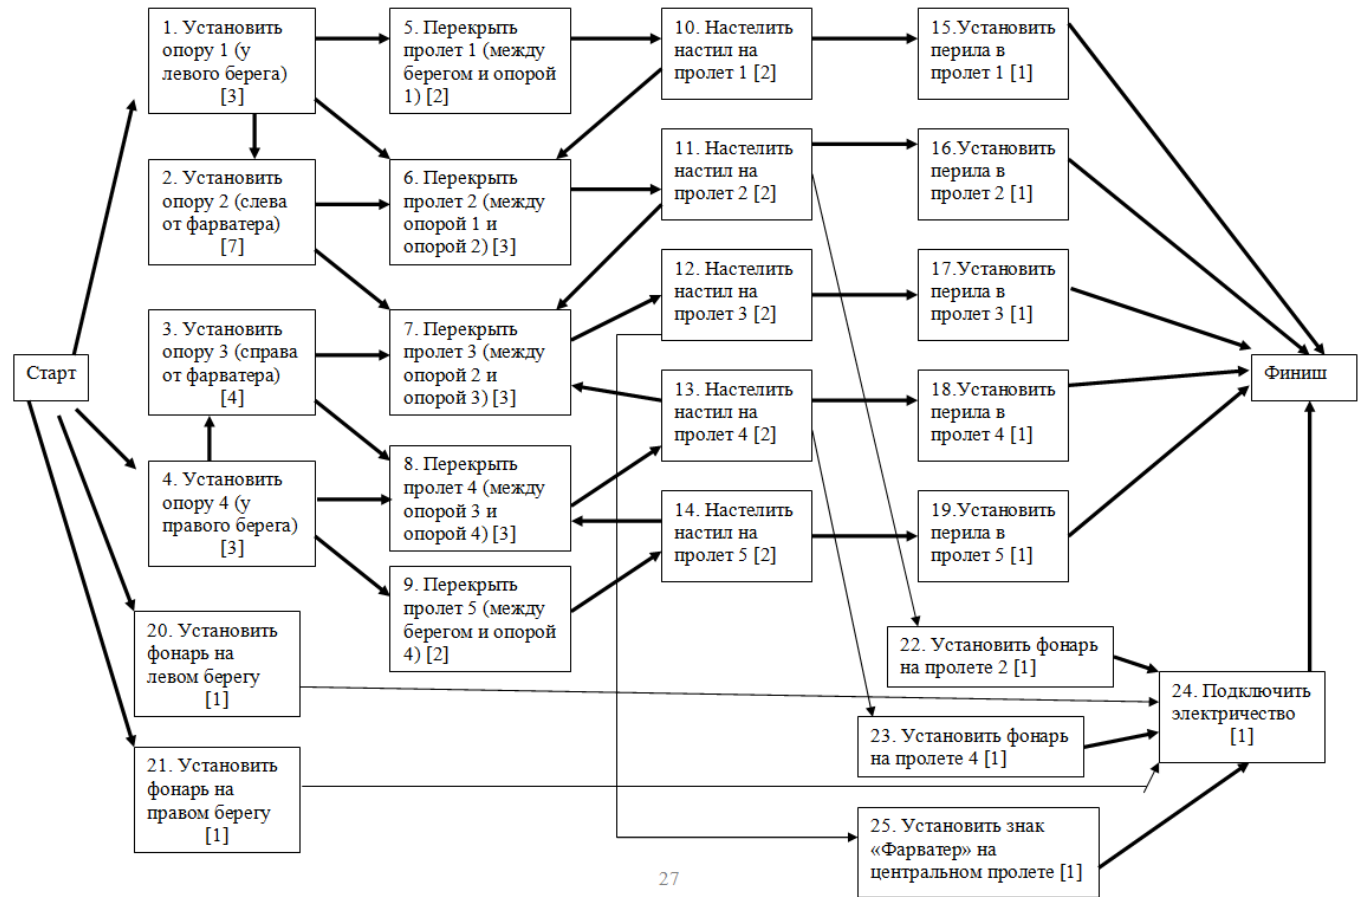 1. Установить
опору 1 (у
левого берега)
[3]
5. Перекрыть
пролет 1 (между
берегом и опорой
1) [2]
10. Настелить
настил на
пролет 1 [2]
15.Установить
перила в
пролет 1 [1]
2. Установить
опору 2 (слева
от фарватера)
[7]
6. Перекрыть
пролет 2 (между
опорой 1 и
опорой 2) [3]
11. Настелить
настил на
пролет 2 [2]
16.Установить
перила в
пролет 2 [1]
12. Настелить
настил на
пролет 3 [2]
17.Установить
перила в
пролет 3 [1]
3. Установить
опору 3 (справа
от фарватера)
[4]
7. Перекрыть
пролет 3 (между
опорой 2 и
опорой 3) [3]
Старт
13. Настелить
настил на
пролет 4 [2]
18.Установить
перила в
пролет 4 [1]
Финиш
4. Установить
опору 4 (у
правого берега)
[3]
8. Перекрыть
пролет 4 (между
опорой 3 и
опорой 4) [3]
14. Настелить
настил на
пролет 5 [2]
19.Установить
перила в
пролет 5 [1]
9. Перекрыть
пролет 5 (между
берегом и опорой
4) [2]
20. Установить
фонарь на
левом берегу
[1]
22. Установить фонарь
на пролете 2 [1]
24. Подключить
электричество
[1]
23. Установить фонарь
на пролете 4 [1]
21. Установить
фонарь на
правом берегу
[1]
25. Установить знак
«Фарватер» на
центральном пролете [1]
27